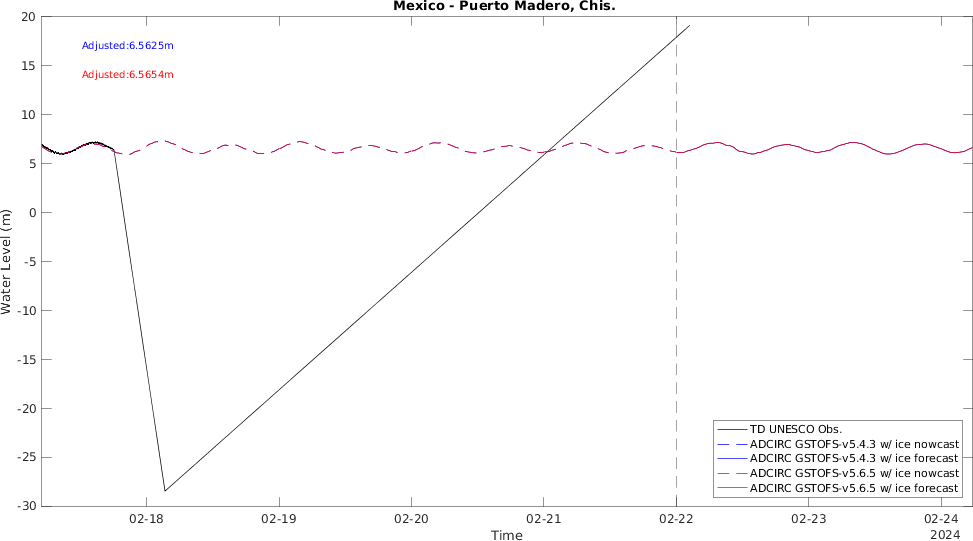 Mexico - Puerto Madero, Chis.
Adjusted:6.5625m
Adjusted:6.5654m
20
15
10
5
0
-5
-10
-15
-20
-25
-30
Water Level (m)
02-18
02-19
02-20
02-21
02-22
02-23
02-24
2024
Time
TD UNESCO Obs.
ADCIRC GSTOFS-v5.4.3 w/ ice nowcast
ADCIRC GSTOFS-v5.4.3 w/ ice forecast
ADCIRC GSTOFS-v5.6.5 w/ ice nowcast
ADCIRC GSTOFS-v5.6.5 w/ ice forecast